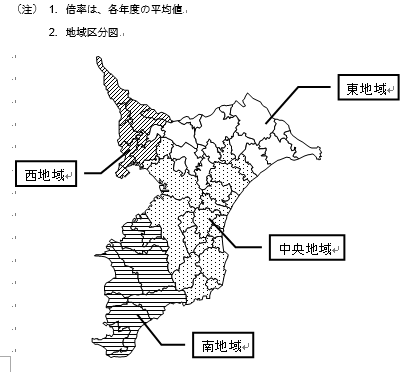 （注） 1. 倍率は、各年度の平均値
2. 地域区分図
東地域
西地域
中央地域
南地域